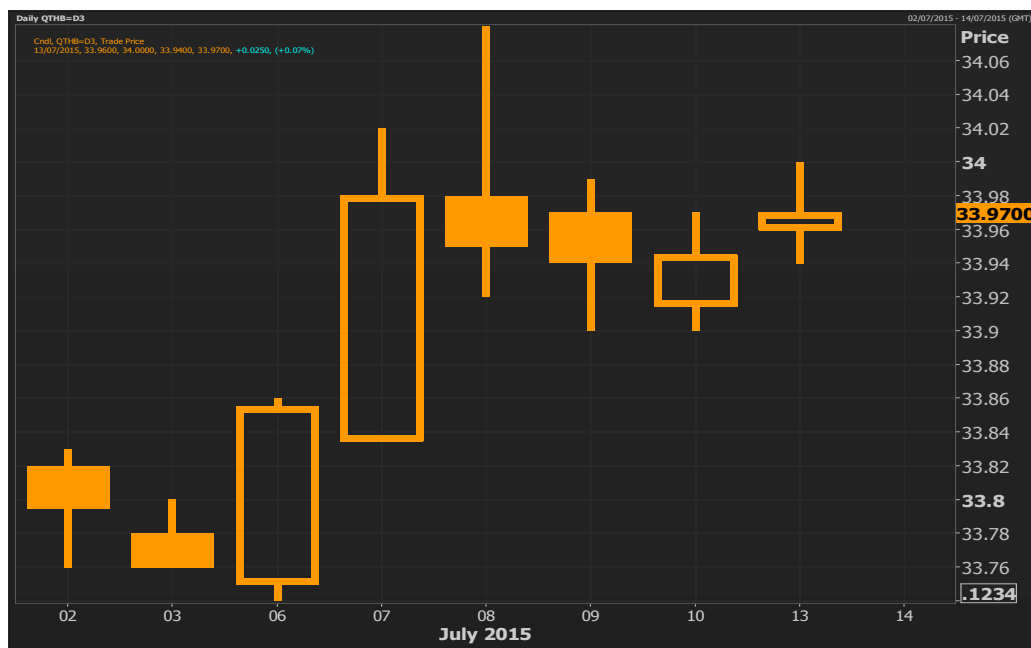 Daily QTHB=D3
02/07/2015 - 14/07/2015 (GMT)
Cndl, QTHB=D3, Trade Price
13/07/2015, 33.9600, 34.0000, 33.9400, 33.9700, +0.0250, (+0.07%)
Price
34.06
34.04
34.02
34
33.98
33.9700
33.96
33.94
33.92
33.9
33.88
33.86
33.84
33.82
33.8
33.78
33.76
.1234
02 03 06 07 08 09 10 13 14
July 2015